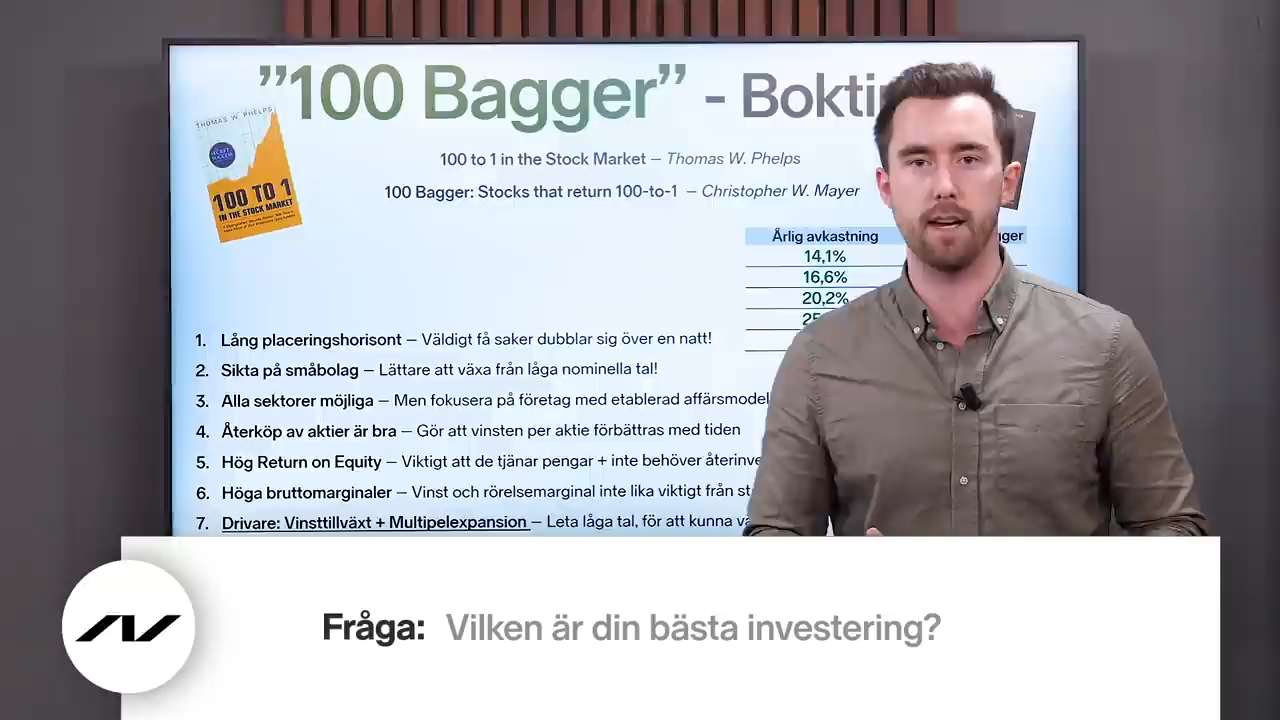 ”100 Bagger” - Bokti
THOMAS W. PHELPS
100 TO 1
IN THE STOCK MARKET
100 to 1 in the Stock Market – Thomas W. Phelps
100 Bagger: Stocks that return 100-to-1 – Christopher W. Mayer
Årlig avkastning gger
14,1%
16,6%
20,2%
25
1. Lång placeringshorisont – Väldigt få saker dubblar sig över en natt!
2. Sikta på småbolag – Lättare att växa från låga nominella tal!
3. Alla sektorer möjliga – Men fokusera på företag med etablerad affärsmodel
4. Återköp av aktier är bra – Gör att vinsten per aktie förbättras med tiden
5. Hög Return on Equity – Viktigt att de tjänar pengar + inte behöver återinve
6. Höga bruttomarginaler – Vinst och rörelsemarginal inte lika viktigt från st
7. Drivare: Vinsttillväxt + Multipelexpansion – Leta låga tal, för att kunna vä
Fråga: Vilken är din bästa investering?